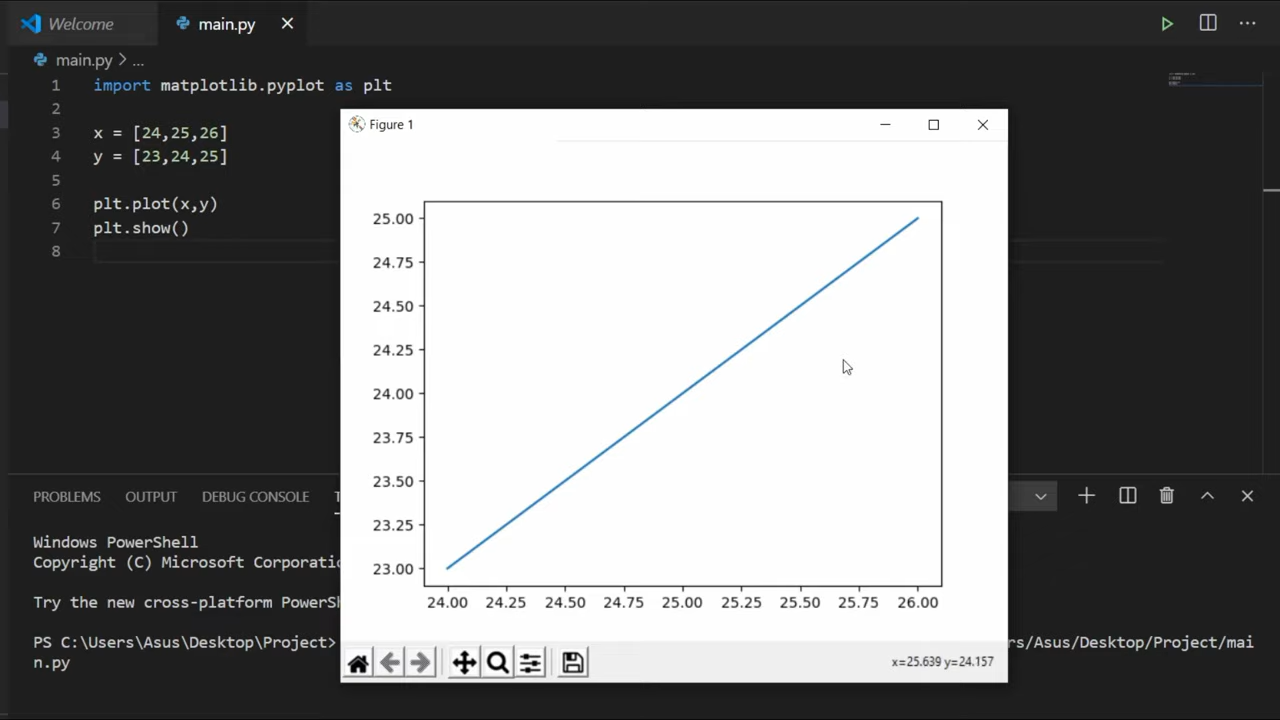 Welcome
main.py
main.py > ...
1 import matplotlib.pyplot as plt
2
3 x = [24,25,26]
4 y = [23,24,25]
5
6 plt.plot(x,y)
7 plt.show()
8
Figure 1
25.00
24.75
24.50
24.25
24.00
23.75
23.50
23.25
23.00
24.00 24.25 24.50 24.75 25.00 25.25 25.50 25.75 26.00
x=25.639 y=24.157
PROBLEMS OUTPUT DEBUG CONSOLE
Windows PowerShell
Copyright (C) Microsoft Corporatio
Try the new cross-platform PowerSh
PS C:\Users\Asus\Desktop\Project> rs/Asus/Desktop/Project/mai
n.py